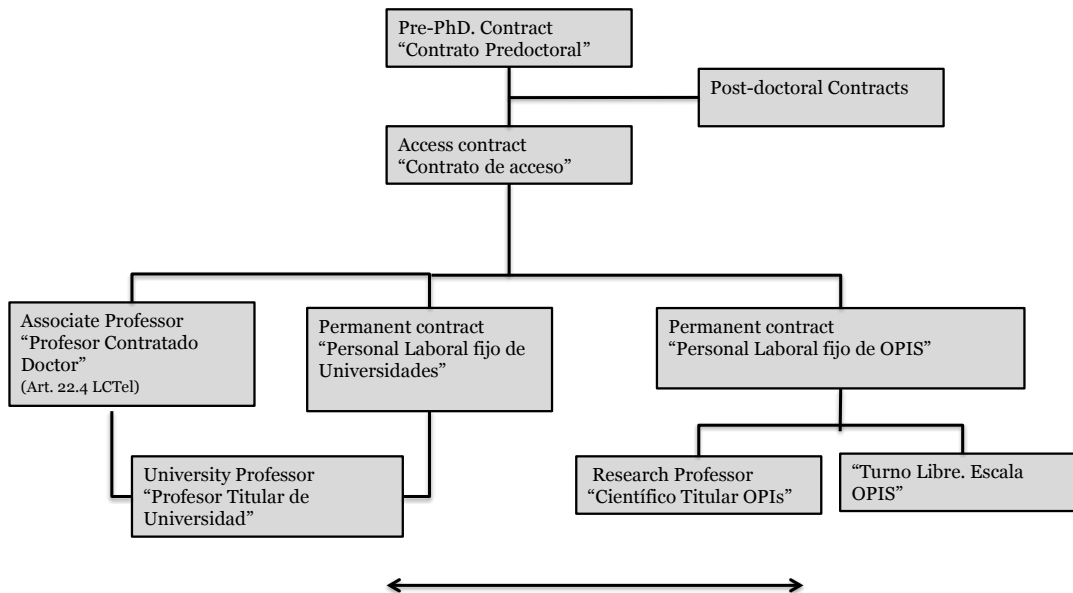 Pre-PhD. Contract
“Contrato Predoctoral”
Post-doctoral Contracts
Access contract
“Contrato de acceso”
Associate Professor
“Profesor Contratado
Doctor”
(Art. 22.4 LCTel)
Permanent contract
“Personal Laboral fijo de
Universidades”
Permanent contract
“Personal Laboral fijo de OPIS”
University Professor
“Profesor Titular de
Universidad”
Research Professor
“Científico Titular OPIs”
“Turno Libre. Escala
OPIS”